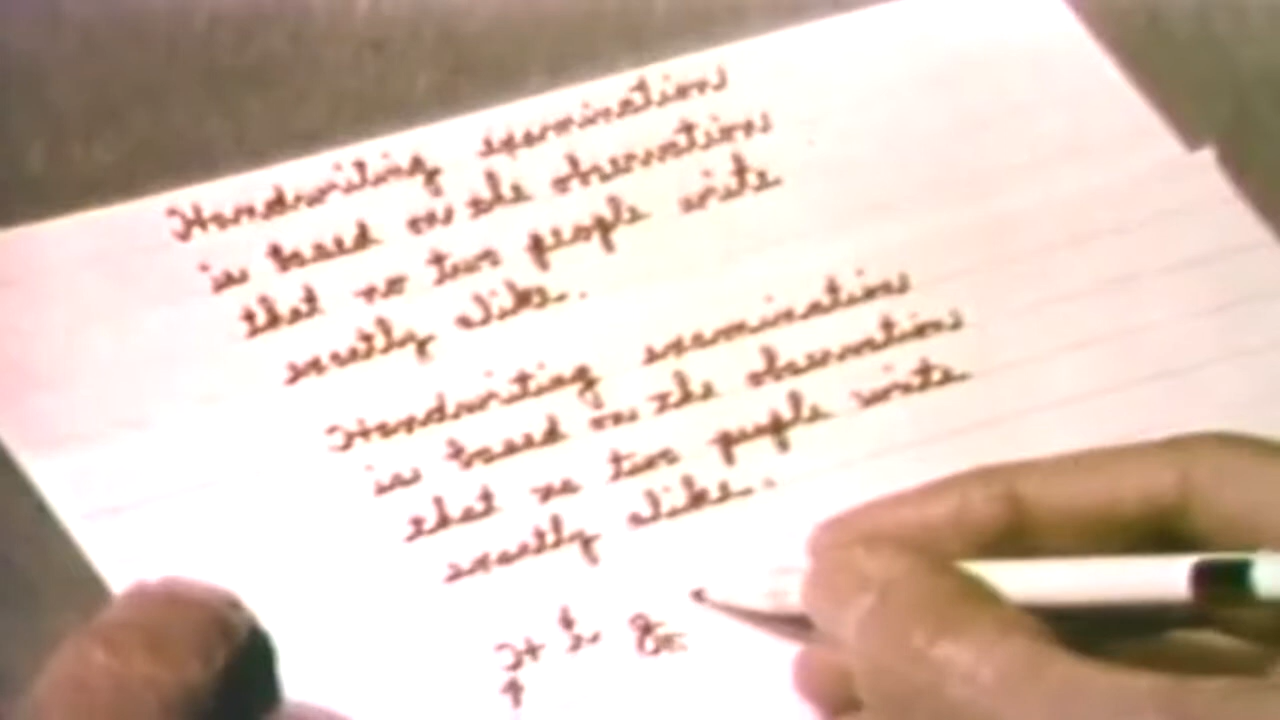 Handwriting examination
is based on the observation
that no two people write
exactly alike.
Handwriting examination
is based on the observation
that no two people write
exactly alike.